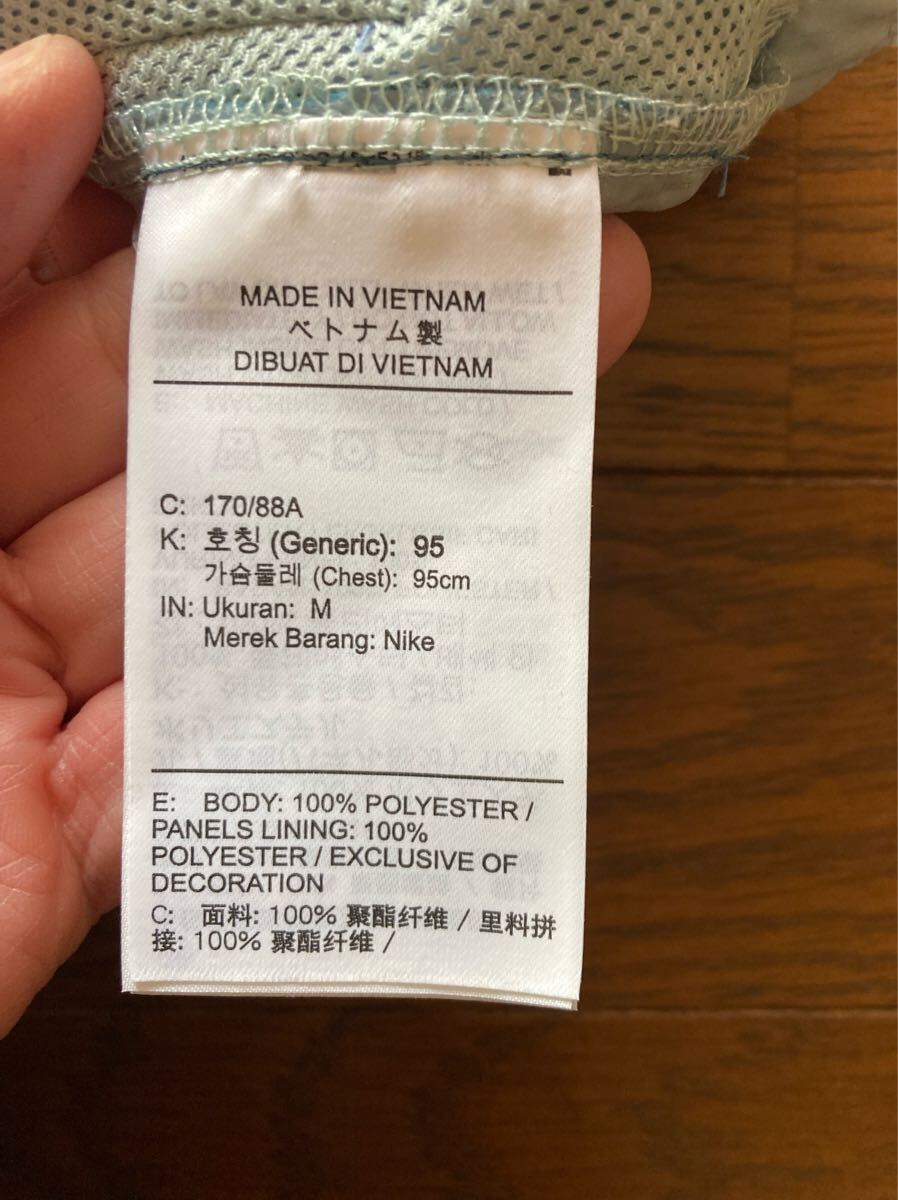 MADE IN VIETNAM
ベトナム製
DIBUAT DI VIETNAM
C: 170/88A
K: 호칭 (Generic): 95
가슴둘레 (Chest): 95cm
IN: Ukuran: M
Merek Barang: Nike
E: BODY: 100% POLYESTER /
PANELS LINING: 100%
POLYESTER / EXCLUSIVE OF
DECORATION
C: 面料: 100% 聚酯纤维 / 里料拼
接: 100% 聚酯纤维 /